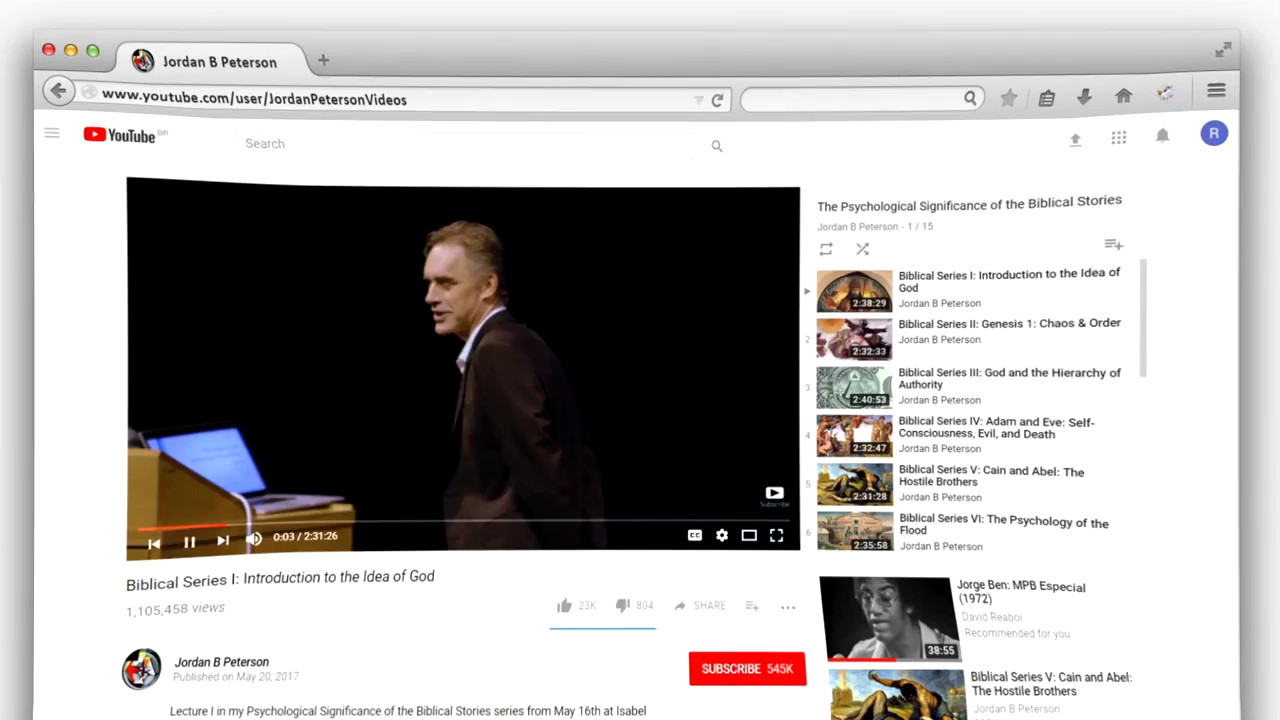 Jordan B Peterson
www.youtube.com/user/JordanPetersonVideos
YouTube BR
Search
R
The Psychological Significance of the Biblical Stories
Jordan B Peterson - 1 / 15
Biblical Series I: Introduction to the Idea of
God
Jordan B Peterson
2:38:29
2
Biblical Series II: Genesis 1: Chaos & Order
Jordan B Peterson
2:32:33
3
Biblical Series III: God and the Hierarchy of
Authority
Jordan B Peterson
2:40:53
4
Biblical Series IV: Adam and Eve: Self-
Consciousness, Evil, and Death
Jordan B Peterson
2:32:47
5
Biblical Series V: Cain and Abel: The
Hostile Brothers
Jordan B Peterson
2:31:28
6
Biblical Series VI: The Psychology of the
Flood
Jordan B Peterson
2:35:58
Subscribe
0:03 / 2:31:26
CC
Biblical Series I: Introduction to the Idea of God
1,105,458 views
23K 804 SHARE
Jordan B Peterson
Published on May 20, 2017
SUBSCRIBE 545K
Lecture I in my Psychological Significance of the Biblical Stories series from May 16th at Isabel
Jorge Ben: MPB Especial
(1972)
David Reaboi
Recommended for you
38:55
Biblical Series V: Cain and Abel:
The Hostile Brothers
Jordan B Peterson